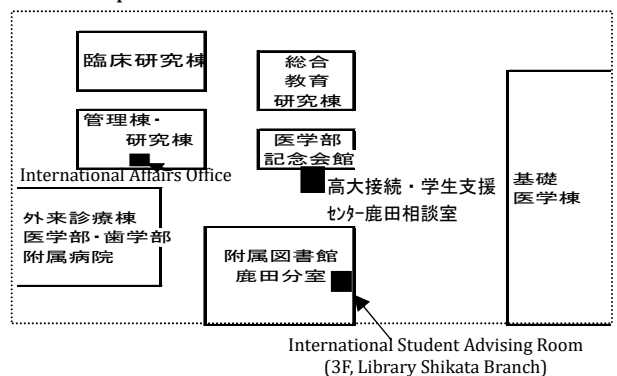 臨床研究棟
総合
教育
研究棟
管理棟・
研究棟
医学部
記念会館
International Affairs Office
高大接続・学生支援
ｾﾝﾀｰ鹿田相談室
基礎
医学棟
外来診療棟
医学部・歯学部
附属病院
附属図書館
鹿田分室
International Student Advising Room
(3F, Library Shikata Branch)